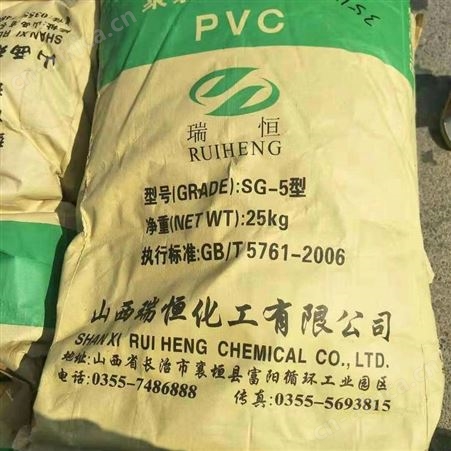 PVC
瑞恒
RUIHENG
型号(GRADE):SG-5型
净重(NET WT):25kg
执行标准:GB/T5761-2006
山西瑞恒化工有限公司
SHANXI RUI HENG CHEMICAL CO.,LTD.
地址:山西省长治市襄垣县富阳循环工业园区
电话:0355-7486888 传真:0355-5693815